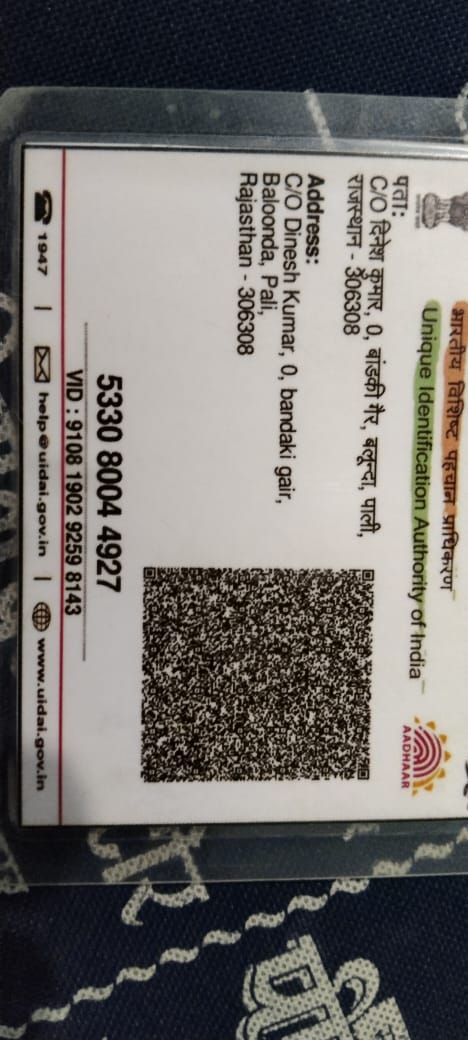 भारतीय विशिष्ट पहचान प्राधिकरण
Unique Identification Authority of India
AADHAAR
पता:
C/O दिनेश कुमार, 0, बांडकी गैर, बलून्दा, पाली,
राजस्थान - 306308
Address:
C/O Dinesh Kumar, 0, bandaki gair,
Baloonda, Pali,
Rajasthan - 306308
5330 8004 4927
VID : 9108 1902 9259 8143
1947 | help@uidai.gov.in | www.uidai.gov.in